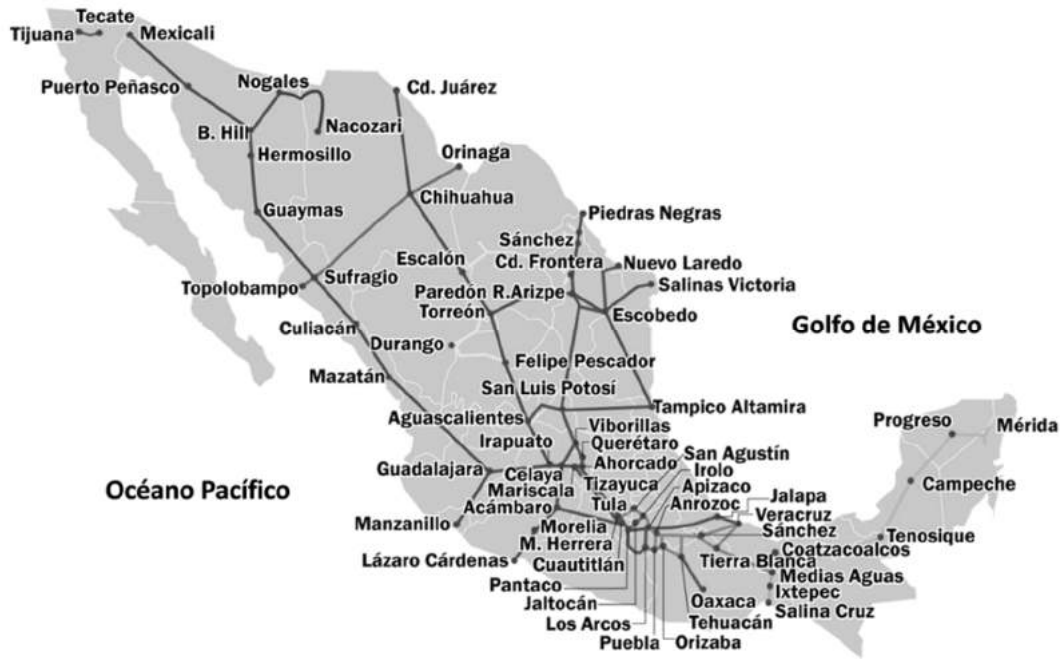 Tecate
Tijuana
Mexicali
Puerto Peñasco
Nogales
Cd. Juárez
B. Hill
Nacozari
Hermosillo
Orinaga
Chihuahua
Guaymas
Piedras Negras
Sánchez
Escalón
Cd. Frontera
Nuevo Laredo
Sufragio
Salinas Victoria
Topolobampo
Paredón R.Arizpe
Torreón
Escobedo
Culiacán
Golfo de México
Durango
Felipe Pescador
Mazatán
San Luis Potosí
Aguascalientes
Tampico Altamira
Progreso
Mérida
Viborillas
Irapuato
Querétaro
San Agustín
Guadalajara
Celaya
Ahorcado
Irolo
Tizayuca
Apizaco
Campeche
Océano Pacífico
Mariscala
Tula
Anrozoc
Jalapa
Acámbaro
Veracruz
Manzanillo
Morelia
Sánchez
Tenosique
M. Herrera
Coatzacoalcos
Lázaro Cárdenas
Cuautitlán
Tierra Blanca
Medias Aguas
Pantaco
Ixtepec
Jaltocán
Oaxaca
Salina Cruz
Los Arcos
Tehuacán
Puebla
Orizaba